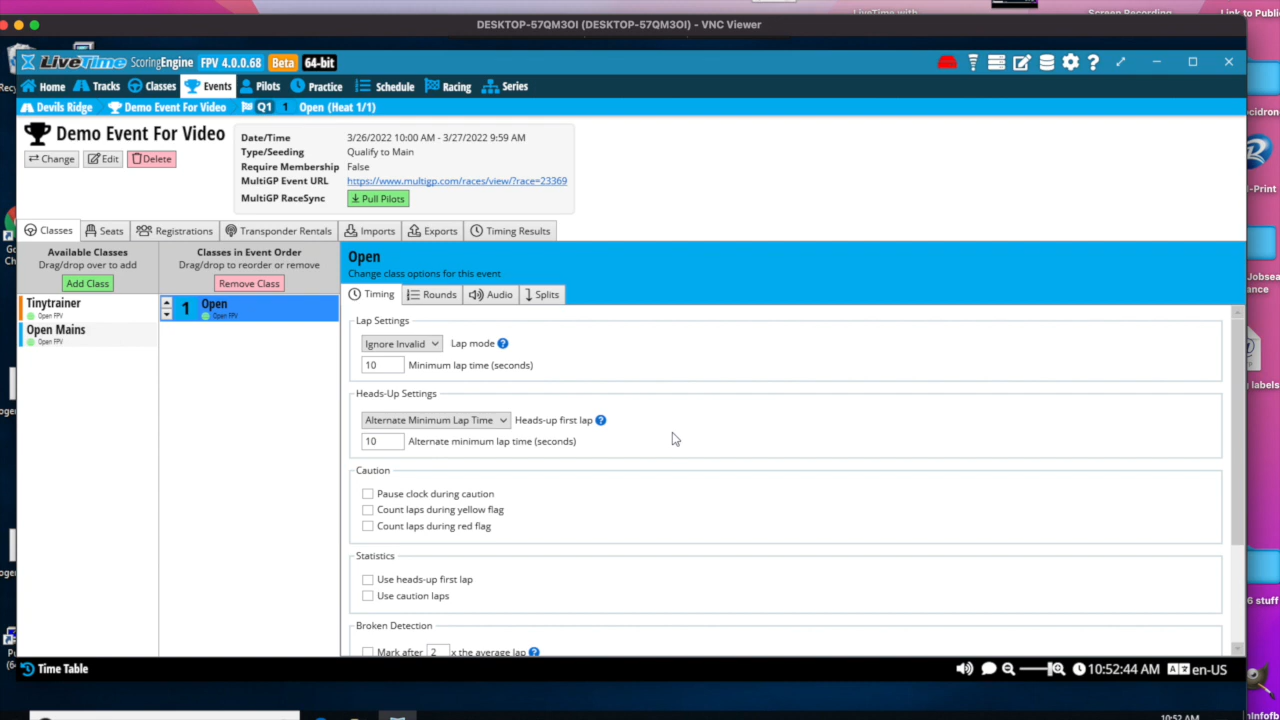 LiveTime with
Screen Recording
Link to Public
DESKTOP-57QM3OI (DESKTOP-57QM3OI) - VNC Viewer
LiveTime ScoringEngine FPV 4.0.0.68 Beta 64-bit
Home Tracks Classes Events Pilots Practice Schedule Racing Series
Devils Ridge Demo Event For Video Q1 1 Open (Heat 1/1)
Demo Event For Video
Change Edit Delete
Date/Time 3/26/2022 10:00 AM - 3/27/2022 9:59 AM
Type/Seeding Qualify to Main
Require Membership False
MultiGP Event URL https://www.multigp.com/races/view/?race=23369
MultiGP RaceSync Pull Pilots
Classes Seats Registrations Transponder Rentals Imports Exports Timing Results
Available Classes
Drag/drop over to add
Add Class
Tinytrainer
Open FPV
Open Mains
Open FPV
Classes in Event Order
Drag/drop to reorder or remove
Remove Class
1 Open
Open FPV
Open
Change class options for this event
Timing Rounds Audio Splits
Lap Settings
Ignore Invalid Lap mode ?
10 Minimum lap time (seconds)
Heads-Up Settings
Alternate Minimum Lap Time Heads-up first lap ?
10 Alternate minimum lap time (seconds)
Caution
Pause clock during caution
Count laps during yellow flag
Count laps during red flag
Statistics
Use heads-up first lap
Use caution laps
Broken Detection
Mark after 2 x the average lap ?
Time Table
10:52:44 AM en-US
10:52